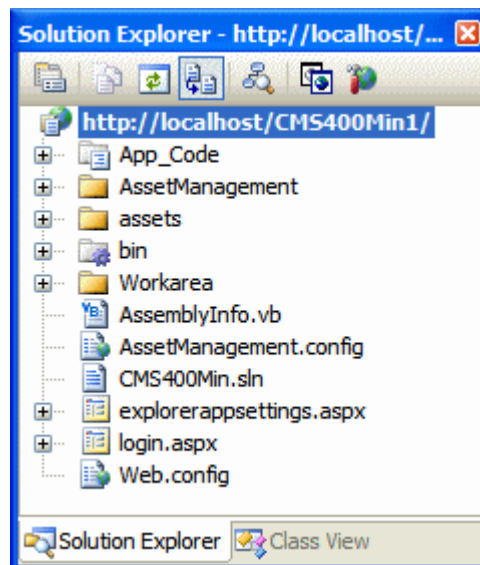 Solution Explorer - http://localhost/...
http://localhost/CMS400Min1/
App_Code
AssetManagement
assets
bin
Workarea
AssemblyInfo.vb
AssetManagement.config
CMS400Min.sln
explorerappsettings.aspx
login.aspx
Web.config
Solution Explorer Class View